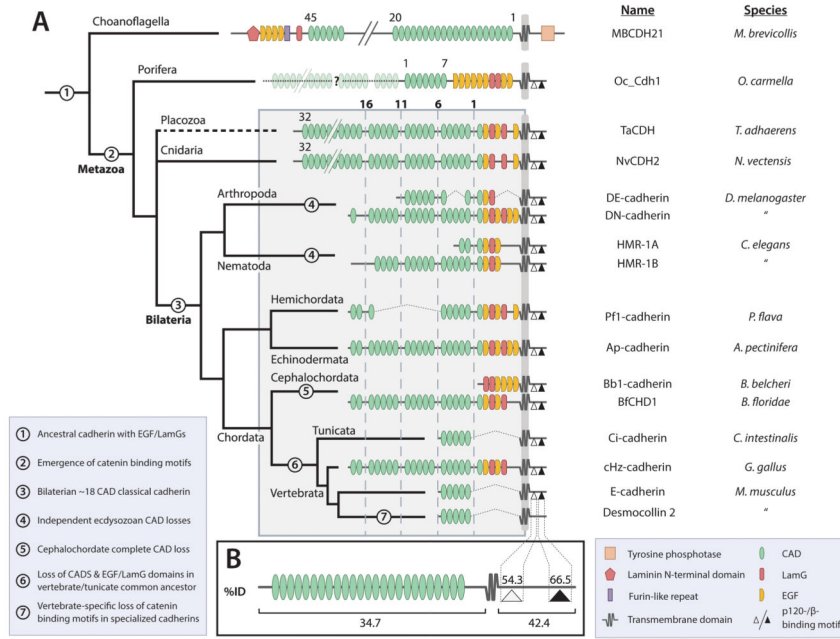 A
Name
Species
Choanoflagella
45
20
1
MBCDH21
M. brevicollis
1
Porifera
?
1
7
Oc_Cdh1
O. carmella
16
11
6
1
2
Metazoa
Placozoa
32
TaCDH
T. adhaerens
Cnidaria
32
NvCDH2
N. vectensis
Arthropoda
4
DE-cadherin
D. melanogaster
DN-cadherin
"
4
Nematoda
HMR-1A
C. elegans
HMR-1B
"
3
Bilateria
Hemichordata
Pf1-cadherin
P. flava
Echinodermata
Ap-cadherin
A. pectinifera
Cephalochordata
5
Bb1-cadherin
B. belcheri
BfCHD1
B. floridae
Chordata
Tunicata
Ci-cadherin
C. intestinalis
6
cHz-cadherin
G. gallus
Vertebrata
E-cadherin
M. musculus
7
Desmocollin 2
"
1 Ancestral cadherin with EGF/LamGs
2 Emergence of catenin binding motifs
3 Bilaterian ~18 CAD classical cadherin
4 Independent ecdysozoan CAD losses
5 Cephalochordate complete CAD loss
6 Loss of CADS & EGF/LamG domains in
vertebrate/tunicate common ancestor
7 Vertebrate-specific loss of catenin
binding motifs in specialized cadherins
B
%ID
54.3
66.5
34.7
42.4
Tyrosine phosphotase
CAD
Laminin N-terminal domain
LamG
Furin-like repeat
EGF
Transmembrane domain
p120-/β-
binding motif